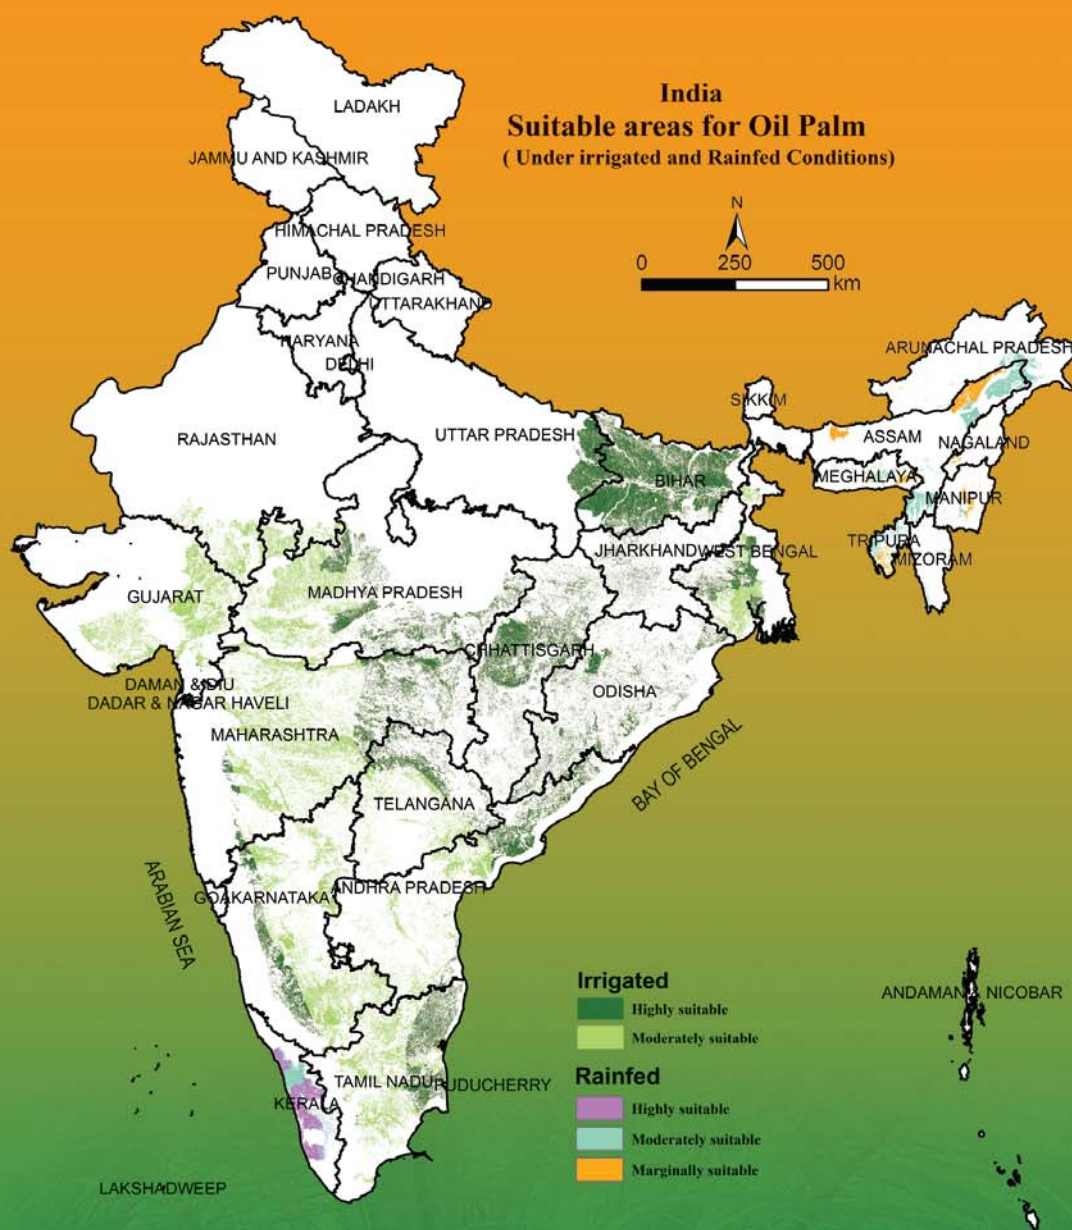 India
Suitable areas for Oil Palm
( Under irrigated and Rainfed Conditions)
N
0 250 500
km
LADAKH
JAMMU AND KASHMIR
HIMACHAL PRADESH
PUNJAB
CHANDIGARH
UTTARAKHAND
HARYANA
DELHI
ARUNACHAL PRADESH
SIKKIM
RAJASTHAN
UTTAR PRADESH
ASSAM
NAGALAND
BIHAR
MEGHALAYA
MANIPUR
TRIPURA
MIZORAM
JHARKHAND
WEST BENGAL
GUJARAT
MADHYA PRADESH
CHHATTISGARH
DAMAN & DIU
DADAR & NAGAR HAVELI
ODISHA
MAHARASHTRA
BAY OF BENGAL
TELANGANA
ARABIAN SEA
GOA
KARNATAKA
ANDHRA PRADESH
ANDAMAN & NICOBAR
TAMIL NADU
PUDUCHERRY
KERALA
LAKSHADWEEP
Irrigated
Highly suitable
Moderately suitable
Rainfed
Highly suitable
Moderately suitable
Marginally suitable